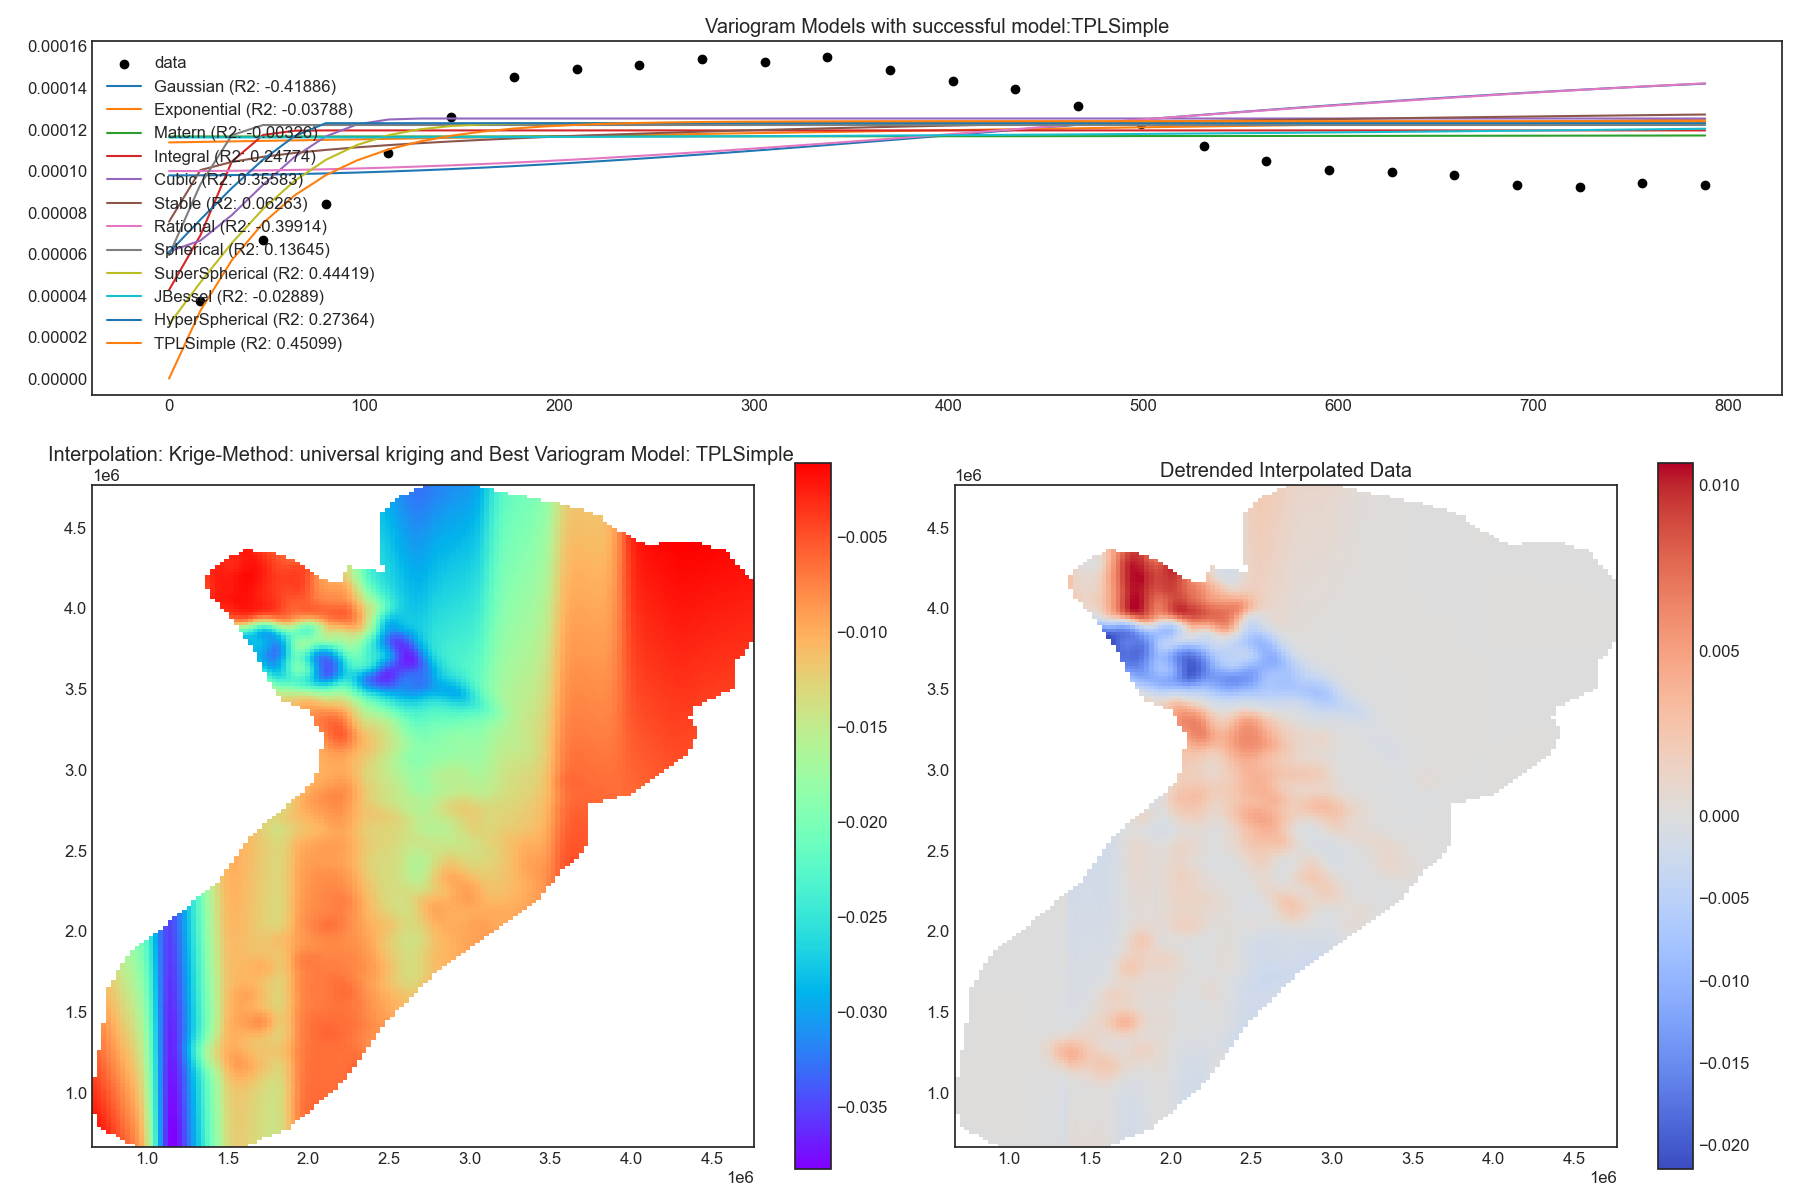 Variogram Models with successful model:TPLSimple
0.00016
0.00014
0.00012
0.00010
0.00008
0.00006
0.00004
0.00002
0.00000
data
Gaussian (R2: -0.41886)
Exponential (R2: -0.03788)
Matern (R2: -0.00326)
Integral (R2: 0.24774)
Cubic (R2: 0.35583)
Stable (R2: 0.06263)
Rational (R2: -0.39914)
Spherical (R2: 0.13645)
SuperSpherical (R2: 0.44419)
JBessel (R2: -0.02889)
HyperSpherical (R2: 0.27364)
TPLSimple (R2: 0.45099)
0 100 200 300 400 500 600 700 800
Interpolation: Krige-Method: universal kriging and Best Variogram Model: TPLSimple
1e6
4.5
4.0
3.5
3.0
2.5
2.0
1.5
1.0
1.0 1.5 2.0 2.5 3.0 3.5 4.0 4.5
1e6
−0.005
−0.010
−0.015
−0.020
−0.025
−0.030
−0.035
Detrended Interpolated Data
1e6
4.5
4.0
3.5
3.0
2.5
2.0
1.5
1.0
1.0 1.5 2.0 2.5 3.0 3.5 4.0 4.5
1e6
0.010
0.005
0.000
−0.005
−0.010
−0.015
−0.020